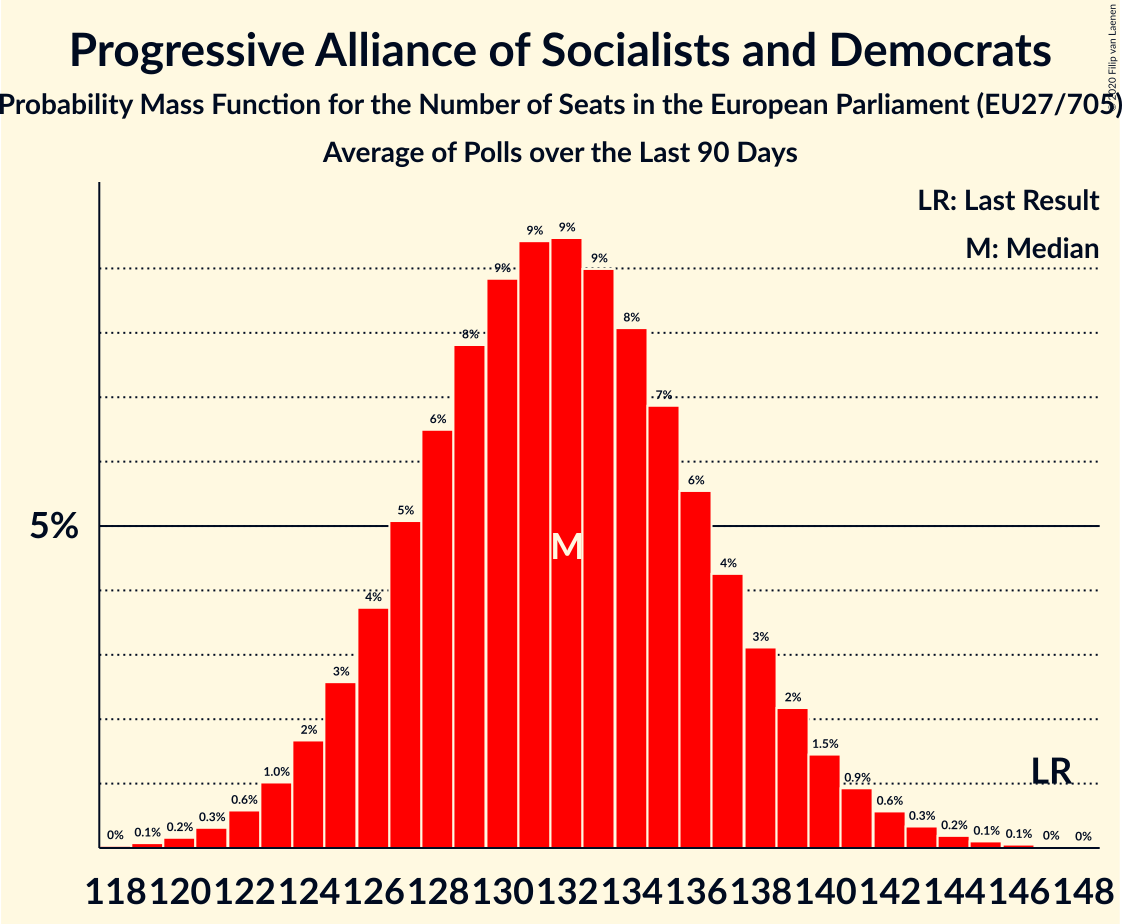 Progressive Alliance of Socialists and Democrats
Probability Mass Function for the Number of Seats in the European Parliament (EU27/705)
Average of Polls over the Last 90 Days
© 2020 Filip van Laenen
LR: Last Result
M: Median
5%
0% 0.1% 0.2% 0.3% 0.6% 1.0% 2% 3% 4% 5% 6% 8% 9% 9% 9% 9% 8% 7% 6% 4% 3% 2% 1.5% 0.9% 0.6% 0.3% 0.2% 0.1% 0.1% 0% 0%
M
LR
118 120 122 124 126 128 130 132 134 136 138 140 142 144 146 148